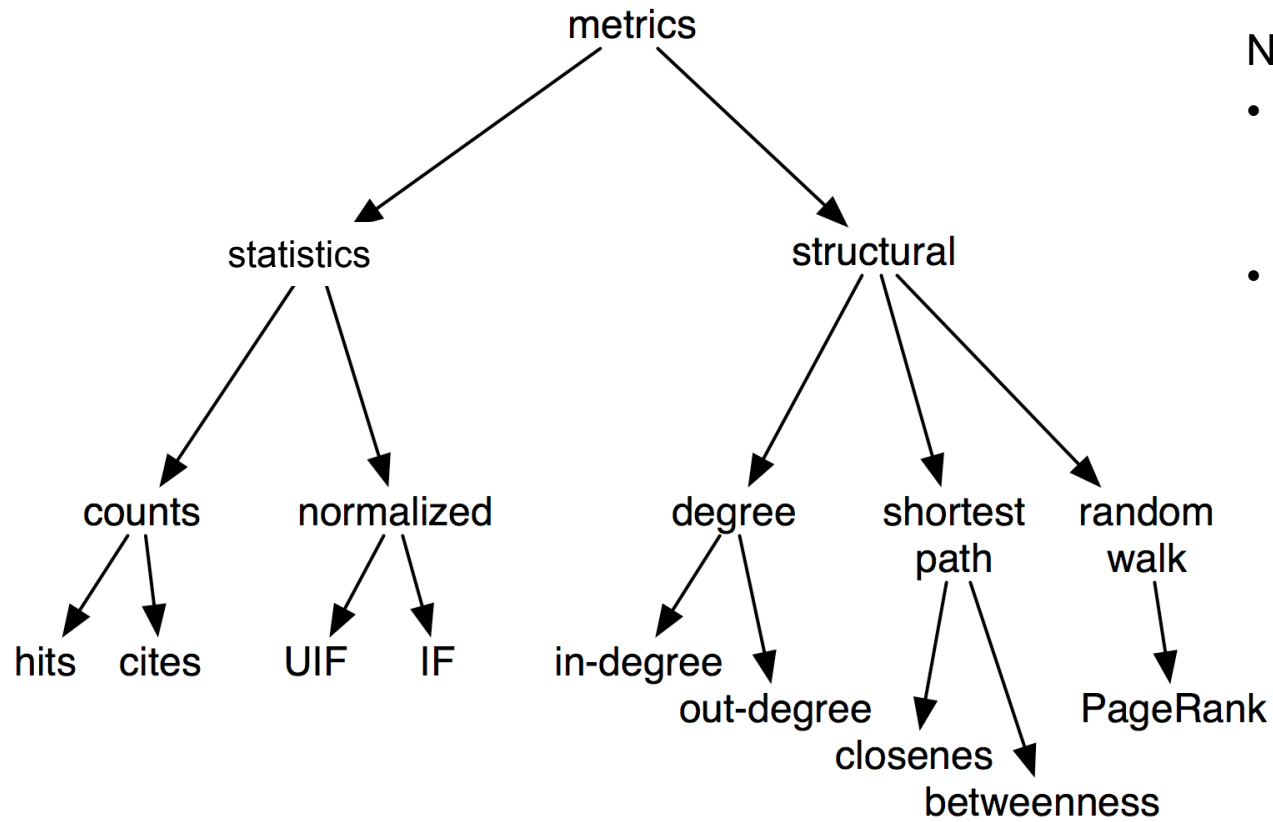 metrics
N
•
•
statistics
structural
counts
normalized
degree
shortest
path
random
walk
hits
cites
UIF
IF
in-degree
out-degree
closenes
betweenness
PageRank